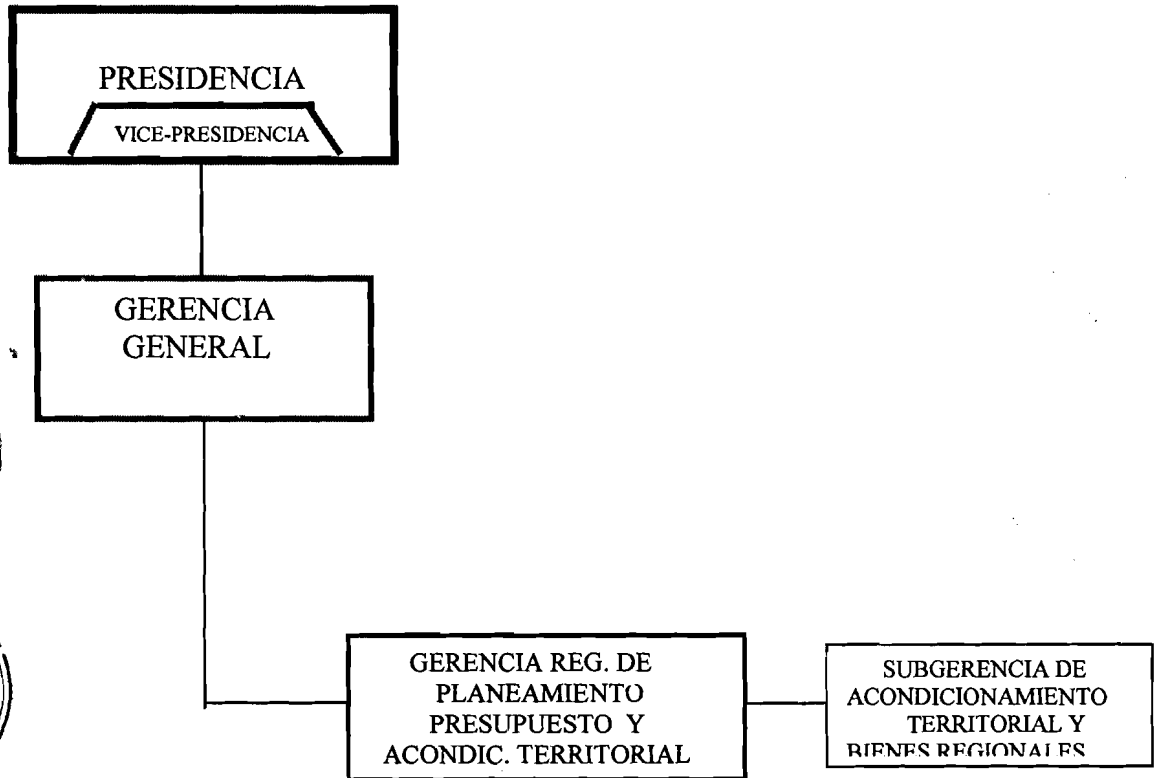 PRESIDENCIA
VICE-PRESIDENCIA
GERENCIA
GENERAL
GERENCIA REG. DE
PLANEAMIENTO
PRESUPUESTO Y
ACONDIC. TERRITORIAL
SUBGERENCIA DE
ACONDICIONAMIENTO
TERRITORIAL Y
BIENES REGIONALES